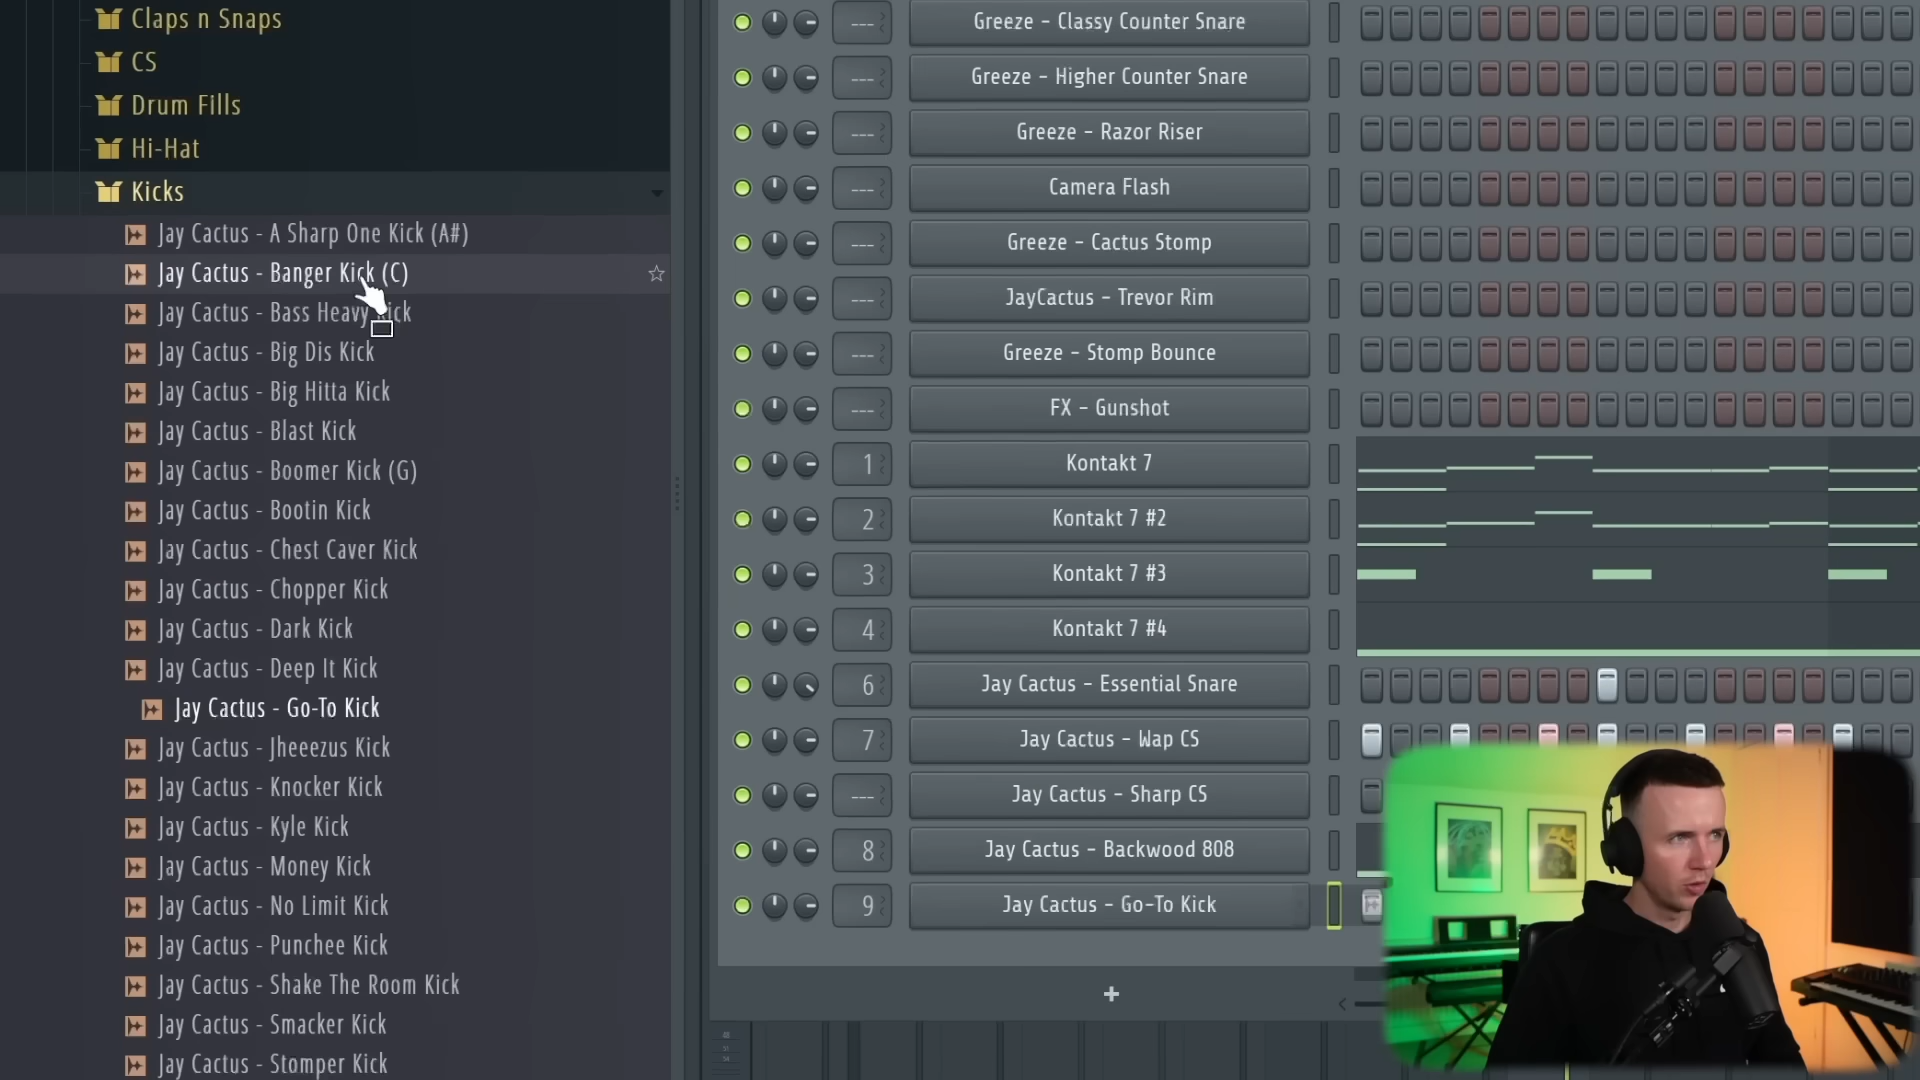 Claps n Snaps
CS
Drum Fills
Hi-Hat
Kicks
Jay Cactus - A Sharp One Kick (A#)
Jay Cactus - Banger Kick (C)
Jay Cactus - Bass Heavy Kick
Jay Cactus - Big Dis Kick
Jay Cactus - Big Hitta Kick
Jay Cactus - Blast Kick
Jay Cactus - Boomer Kick (G)
Jay Cactus - Bootin Kick
Jay Cactus - Chest Caver Kick
Jay Cactus - Chopper Kick
Jay Cactus - Dark Kick
Jay Cactus - Deep It Kick
Jay Cactus - Go-To Kick
Jay Cactus - Jheeezus Kick
Jay Cactus - Knocker Kick
Jay Cactus - Kyle Kick
Jay Cactus - Money Kick
Jay Cactus - No Limit Kick
Jay Cactus - Punchee Kick
Jay Cactus - Shake The Room Kick
Jay Cactus - Smacker Kick
Jay Cactus - Stomper Kick
--- Greeze - Classy Counter Snare
--- Greeze - Higher Counter Snare
--- Greeze - Razor Riser
--- Camera Flash
--- Greeze - Cactus Stomp
--- JayCactus - Trevor Rim
--- Greeze - Stomp Bounce
--- FX - Gunshot
1 Kontakt 7
2 Kontakt 7 #2
3 Kontakt 7 #3
4 Kontakt 7 #4
6 Jay Cactus - Essential Snare
7 Jay Cactus - Wap CS
--- Jay Cactus - Sharp CS
8 Jay Cactus - Backwood 808
9 Jay Cactus - Go-To Kick
+